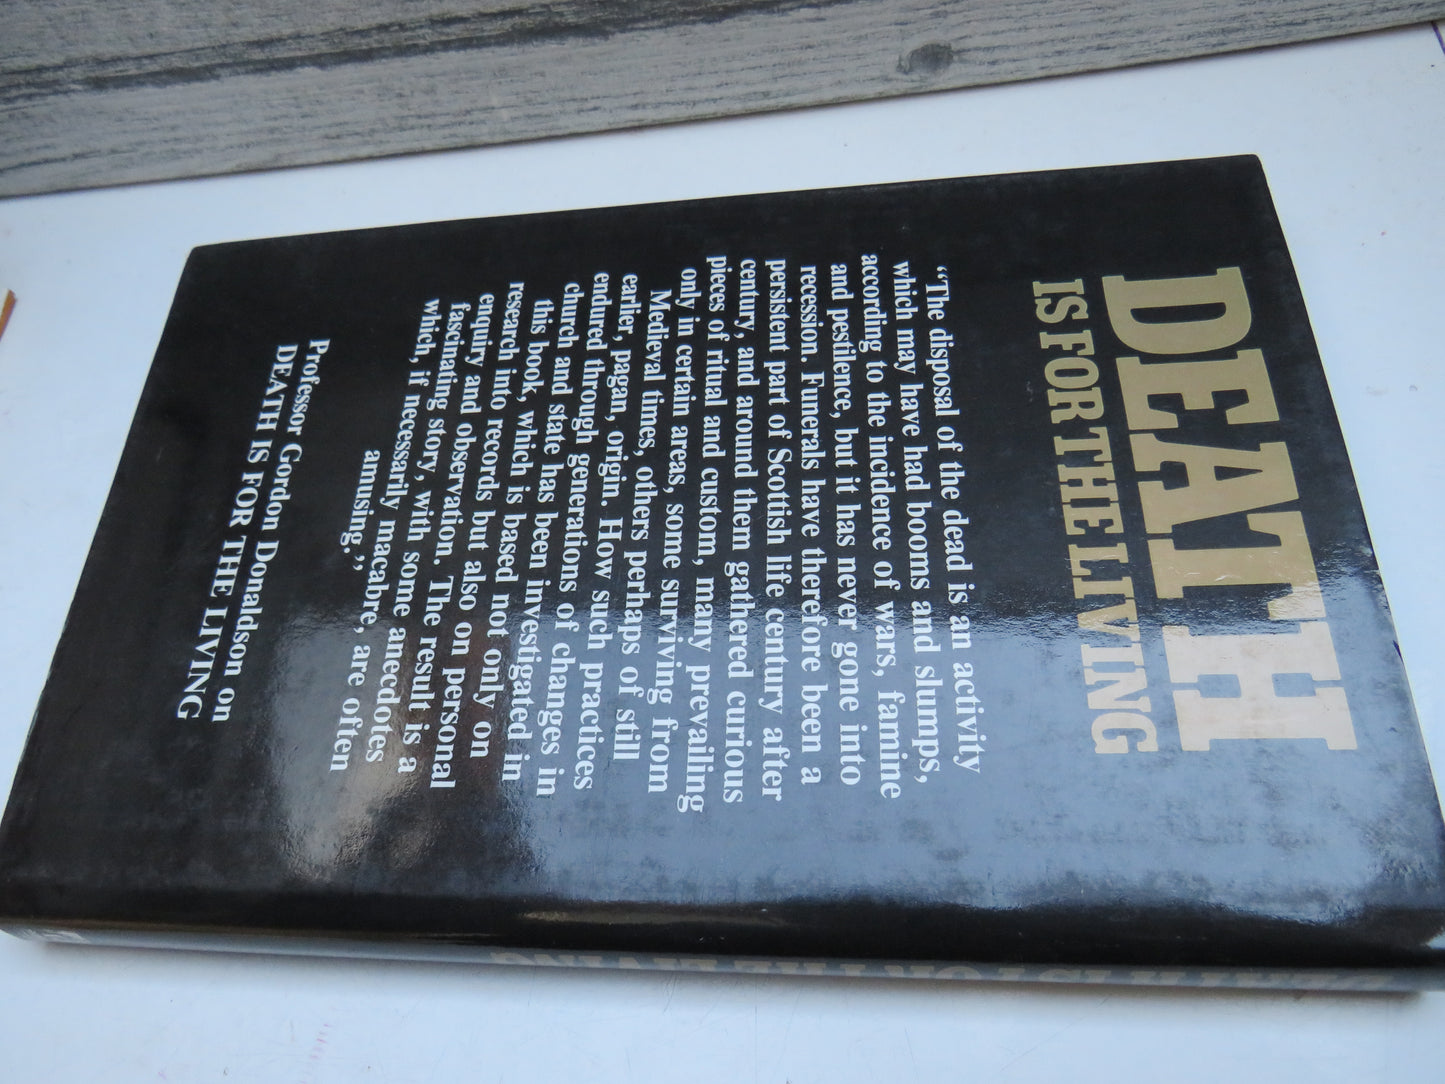 DEATH
IS FOR THE LIVING
“The disposal of the dead is an activity
which may have had booms and slumps,
according to the incidence of wars, famine
and pestilence, but it has never gone into
recession. Funerals have therefore been a
persistent part of Scottish life century after
century, and around them gathered curious
pieces of ritual and custom, many prevailing
only in certain areas, some surviving from
Medieval times, others perhaps of still
earlier, pagan, origin. How such practices
endured through generations of changes in
church and state has been investigated in
this book, which is based not only on
research into records but also on personal
enquiry and observation. The result is a
fascinating story, with some anecdotes
which, if necessarily macabre, are often
amusing.”
Professor Gordon Donaldson on
DEATH IS FOR THE LIVING
DEATH IS FOR THE LIVING